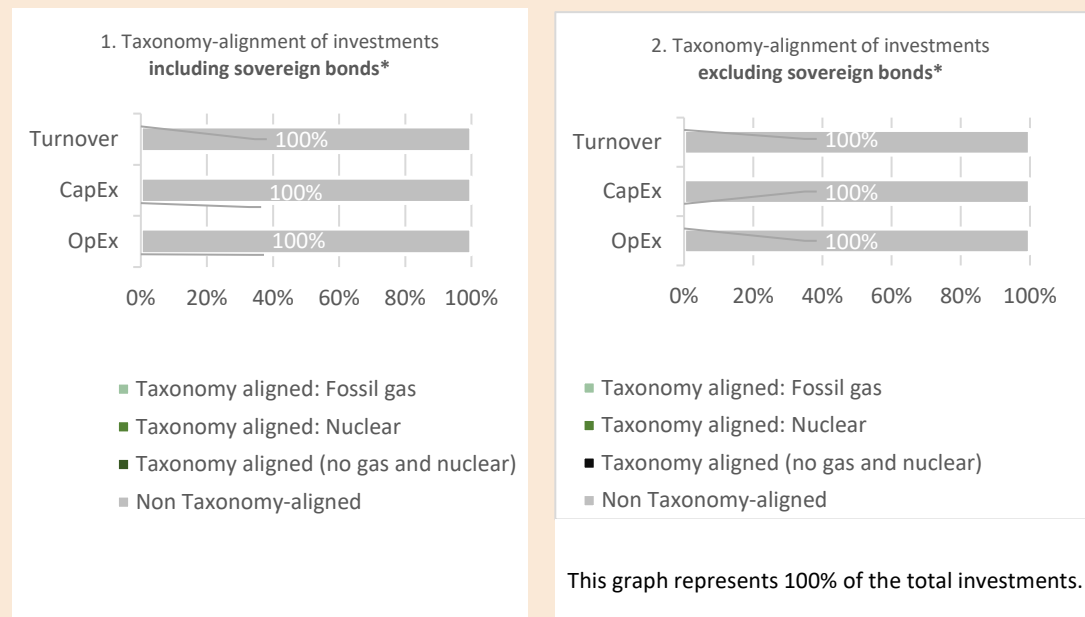 1. Taxonomy-alignment of investments
including sovereign bonds*
Turnover
100%
CapEx
100%
OpEx
100%
0% 20% 40% 60% 80% 100%
Taxonomy aligned: Fossil gas
Taxonomy aligned: Nuclear
Taxonomy aligned (no gas and nuclear)
Non Taxonomy-aligned
2. Taxonomy-alignment of investments
excluding sovereign bonds*
Turnover
100%
CapEx
100%
OpEx
100%
0% 20% 40% 60% 80% 100%
Taxonomy aligned: Fossil gas
Taxonomy aligned: Nuclear
Taxonomy aligned (no gas and nuclear)
Non Taxonomy-aligned
This graph represents 100% of the total investments.